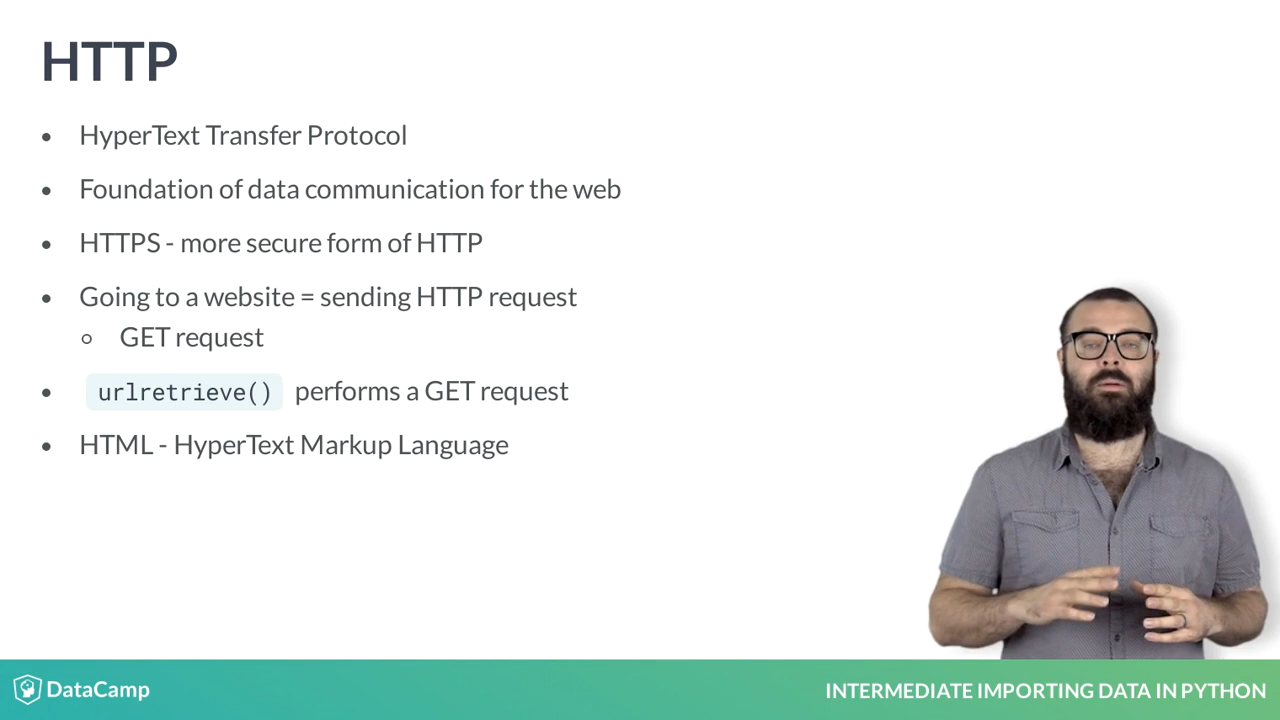 HTTP
• HyperText Transfer Protocol
• Foundation of data communication for the web
• HTTPS - more secure form of HTTP
• Going to a website = sending HTTP request
◦ GET request
• urlretrieve() performs a GET request
• HTML - HyperText Markup Language
DataCamp
INTERMEDIATE IMPORTING DATA IN PYTHON